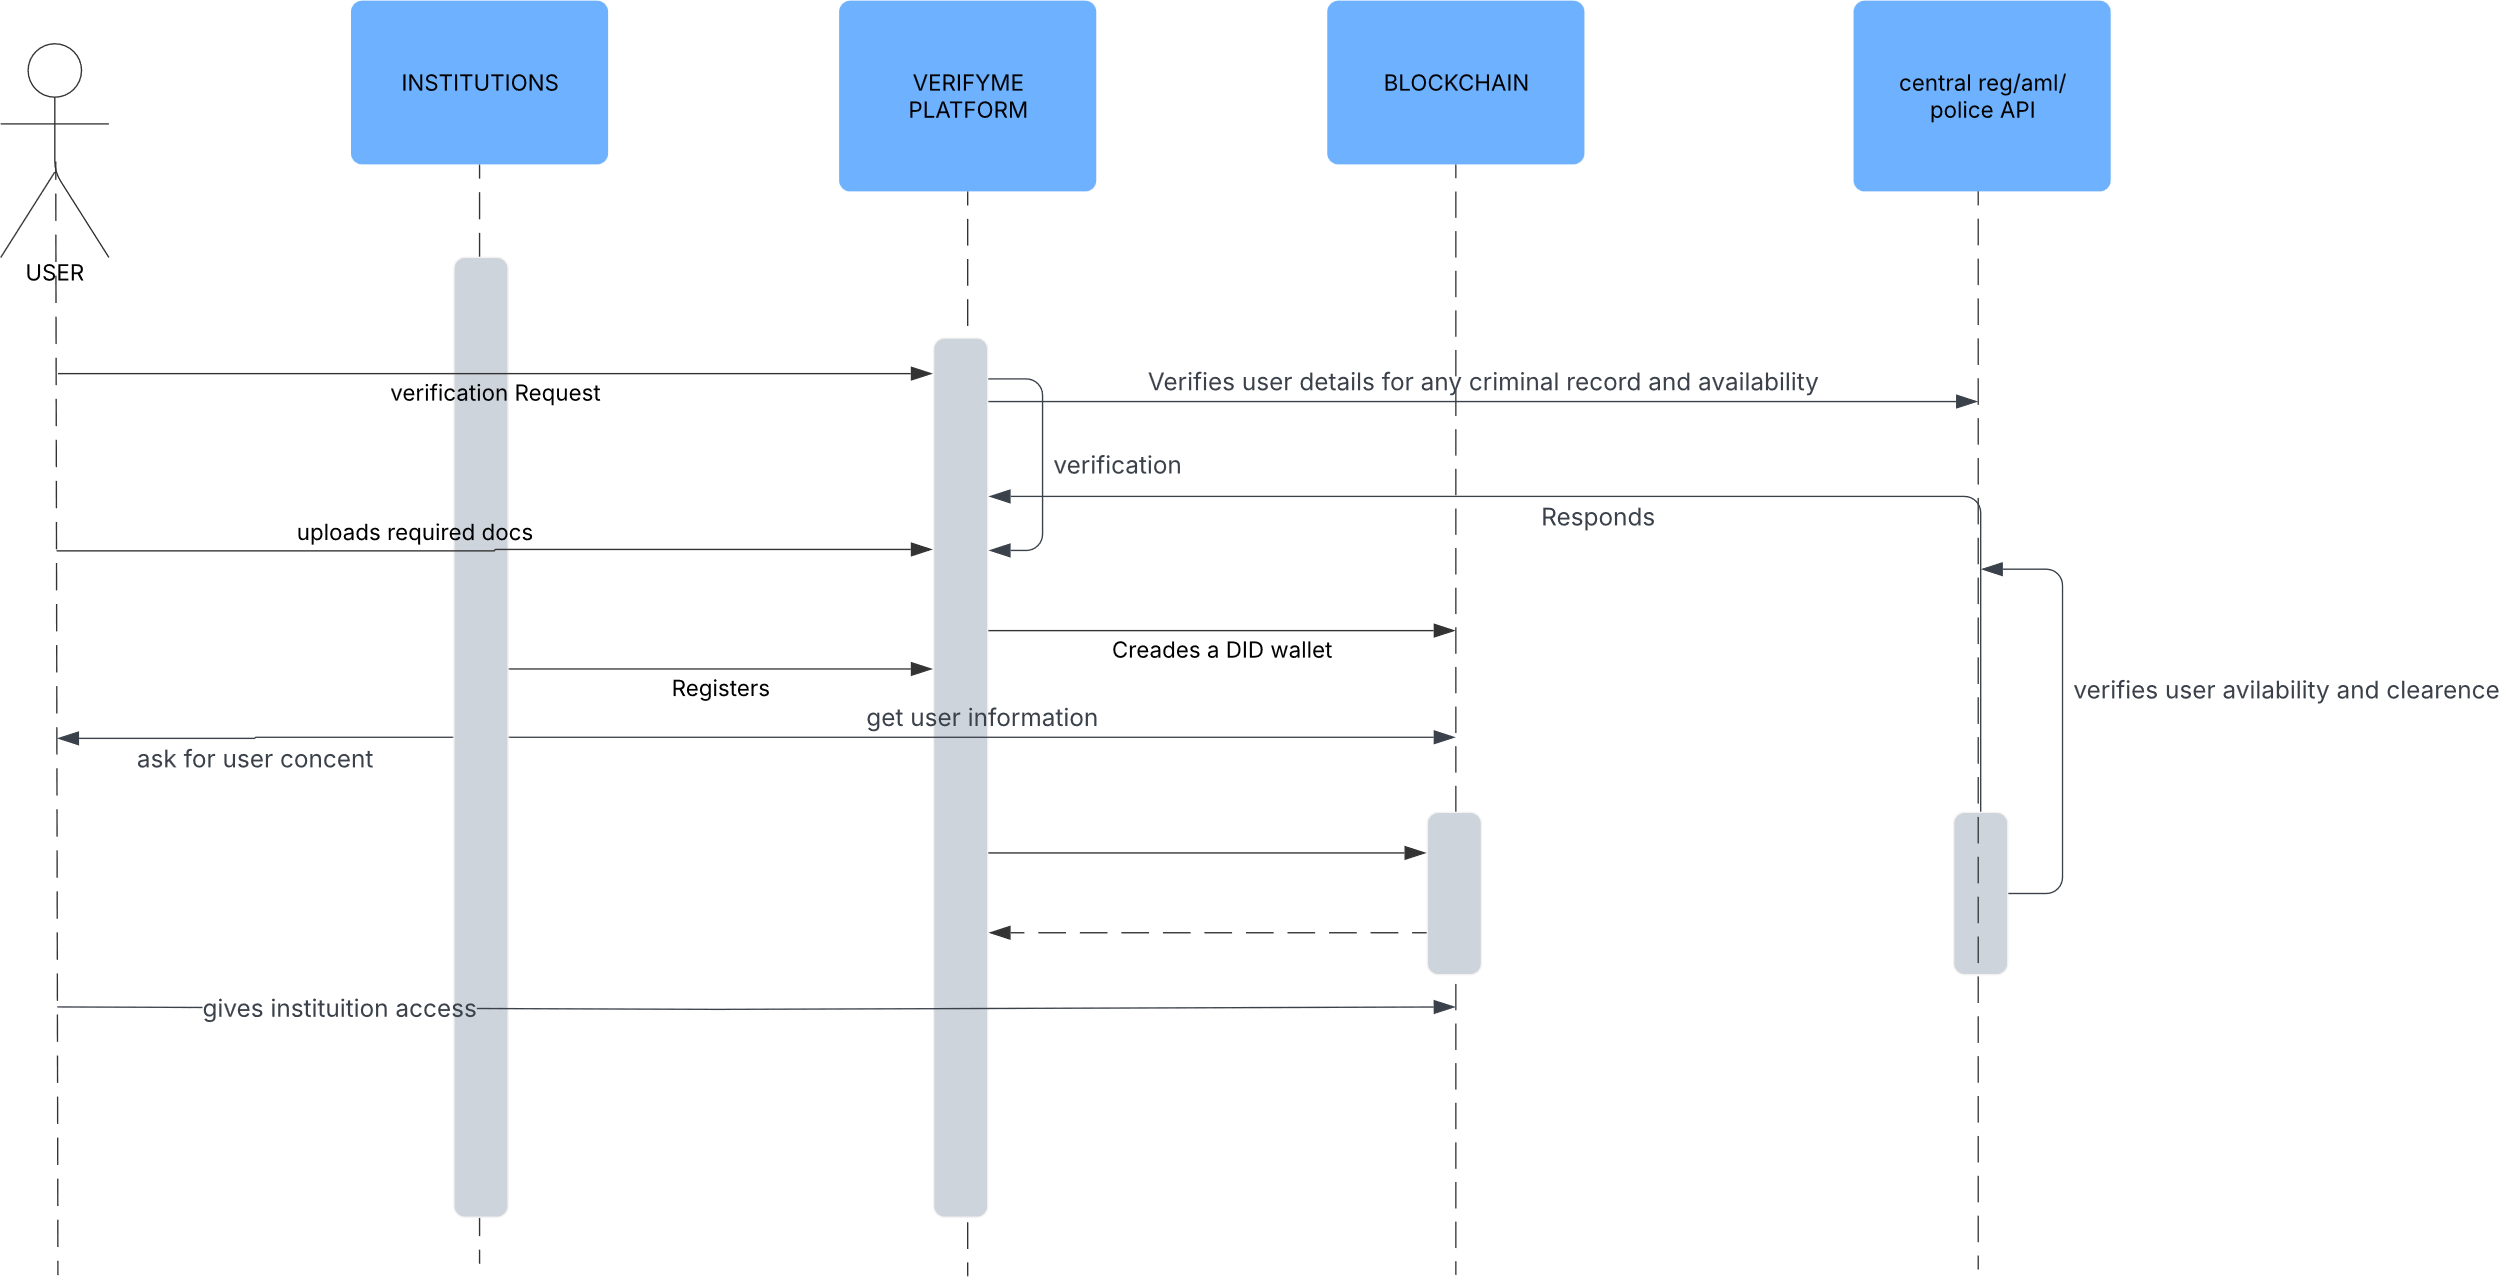 INSTITUTIONS
VERIFYME
PLATFORM
BLOCKCHAIN
central reg/aml/
police API
USER
verification Request
Verifies user details for any criminal record and availability
verification
Responds
uploads required docs
Creades a DID wallet
Registers
verifies user avilability and clearence
get user information
ask for user concent
gives instituition access